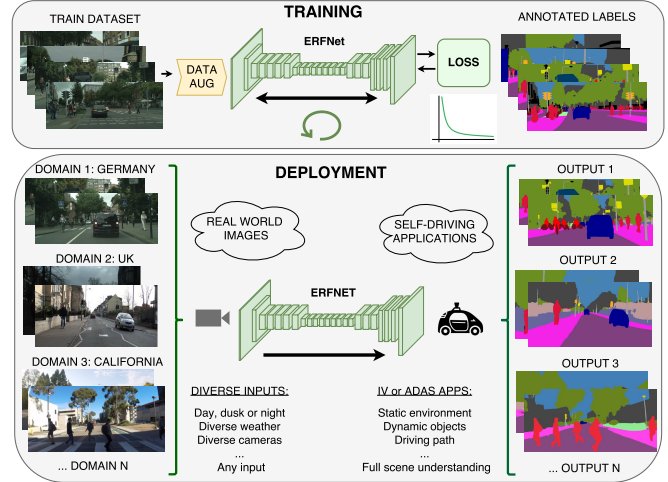 TRAINING
TRAIN DATASET
ANNOTATED LABELS
ERFNet
DATA
AUG
LOSS
DEPLOYMENT
DOMAIN 1: GERMANY
OUTPUT 1
REAL WORLD
IMAGES
SELF-DRIVING
APPLICATIONS
DOMAIN 2: UK
OUTPUT 2
ERFNET
DOMAIN 3: CALIFORNIA
OUTPUT 3
DIVERSE INPUTS:
Day, dusk or night
Diverse weather
Diverse cameras
...
Any input
IV or ADAS APPS:
Static environment
Dynamic objects
Driving path
...
Full scene understanding
... DOMAIN N
... OUTPUT N